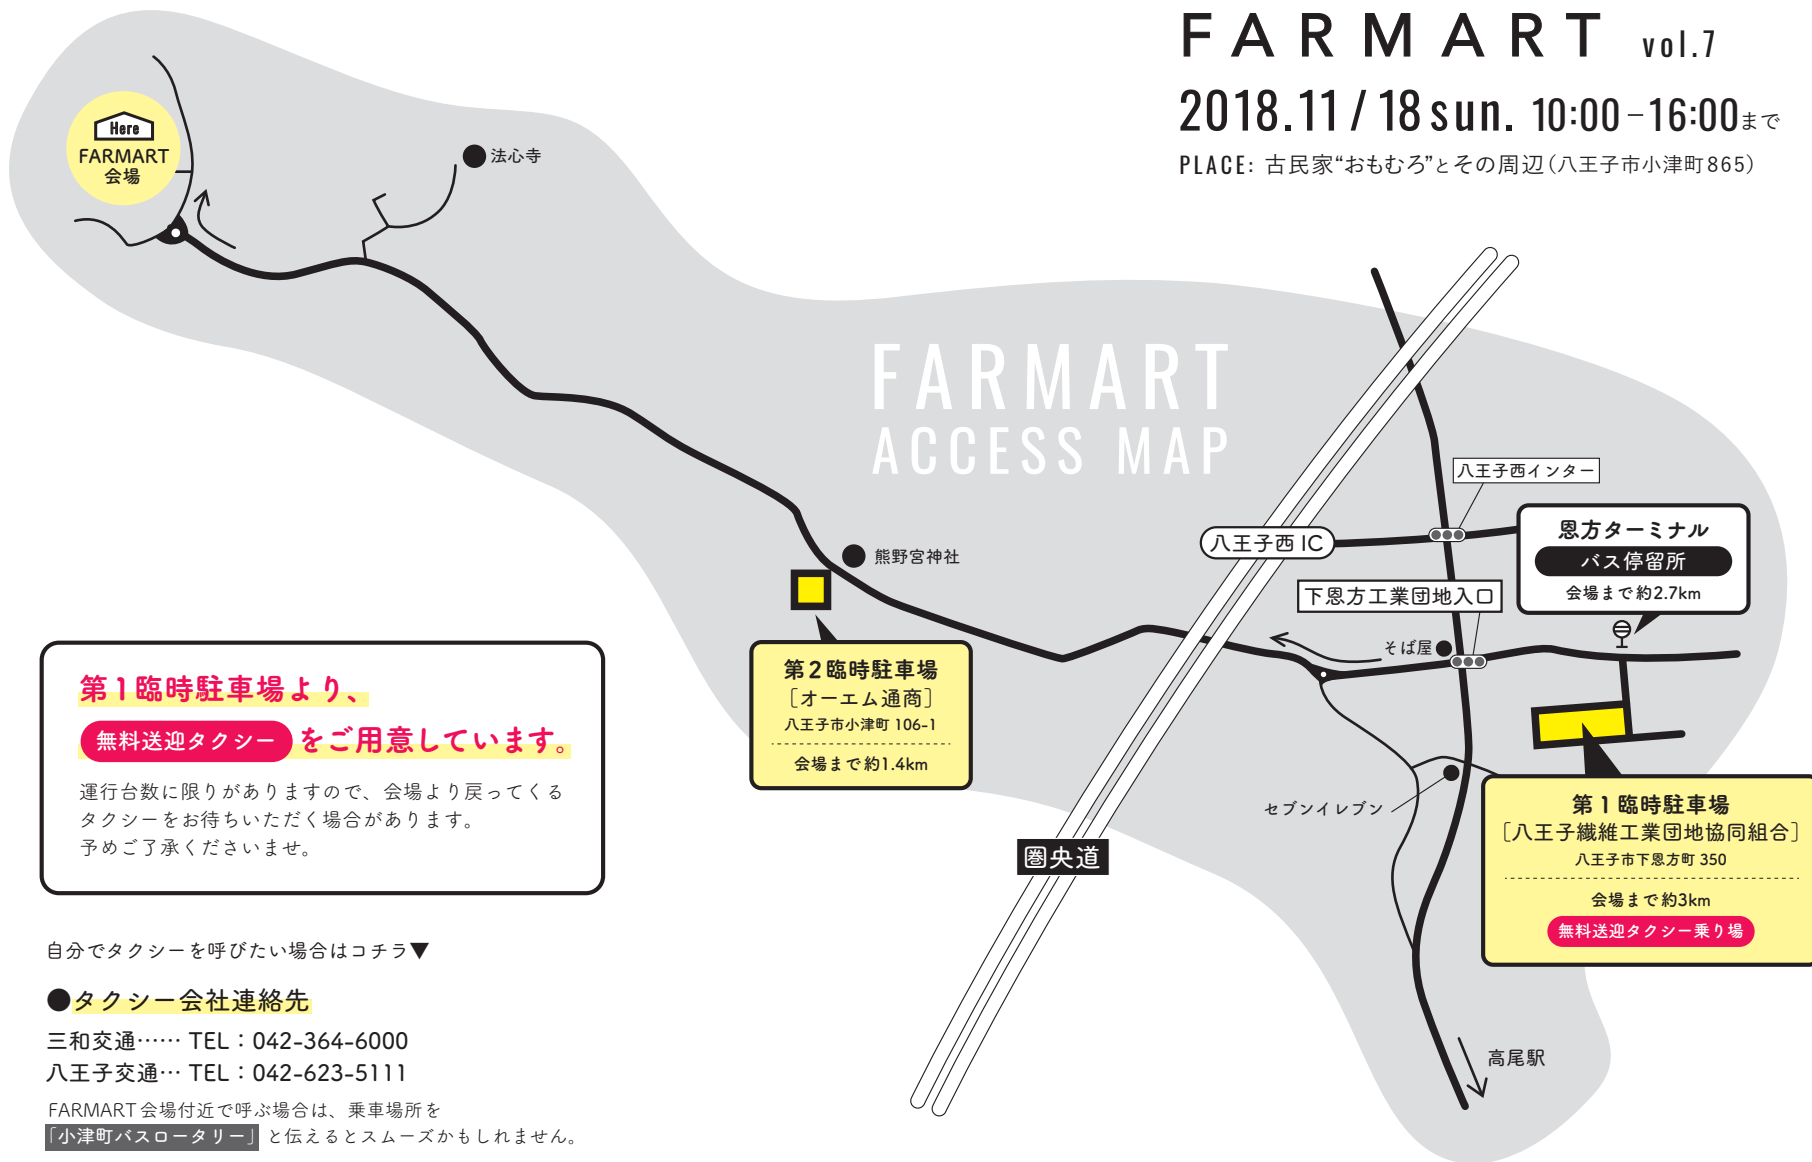 FARMART vol.7
2018.11/18 sun. 10:00-16:00まで
PLACE: 古民家“おもむろ”とその周辺(八王子市小津町865)
Here
FARMART
会場
法心寺
FARMART
ACCESS MAP
八王子西インター
八王子西 IC
恩方ターミナル
バス停留所
会場まで約2.7km
熊野宮神社
下恩方工業団地入口
そば屋
第2臨時駐車場
[オーエム通商]
八王子市小津町 106-1
会場まで約1.4km
第1臨時駐車場より、
無料送迎タクシー をご用意しています。
運行台数に限りがありますので、会場より戻ってくる
タクシーをお待ちいただく場合があります。
予めご了承くださいませ。
セブンイレブン
圏央道
第1臨時駐車場
[八王子繊維工業団地協同組合]
八王子市下恩方町 350
会場まで約3km
無料送迎タクシー乗り場
高尾駅
自分でタクシーを呼びたい場合はコチラ▼
●タクシー会社連絡先
三和交通…… TEL:042-364-6000
八王子交通… TEL:042-623-5111
FARMART会場付近で呼ぶ場合は、乗車場所を
「小津町バスロータリー」と伝えるとスムーズかもしれません。